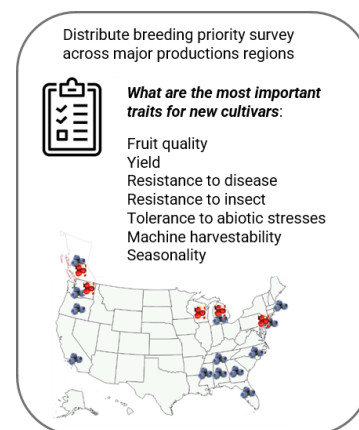 Distribute breeding priority survey
across major productions regions
What are the most important
traits for new cultivars:
Fruit quality
Yield
Resistance to disease
Resistance to insect
Tolerance to abiotic stresses
Machine harvestability
Seasonality